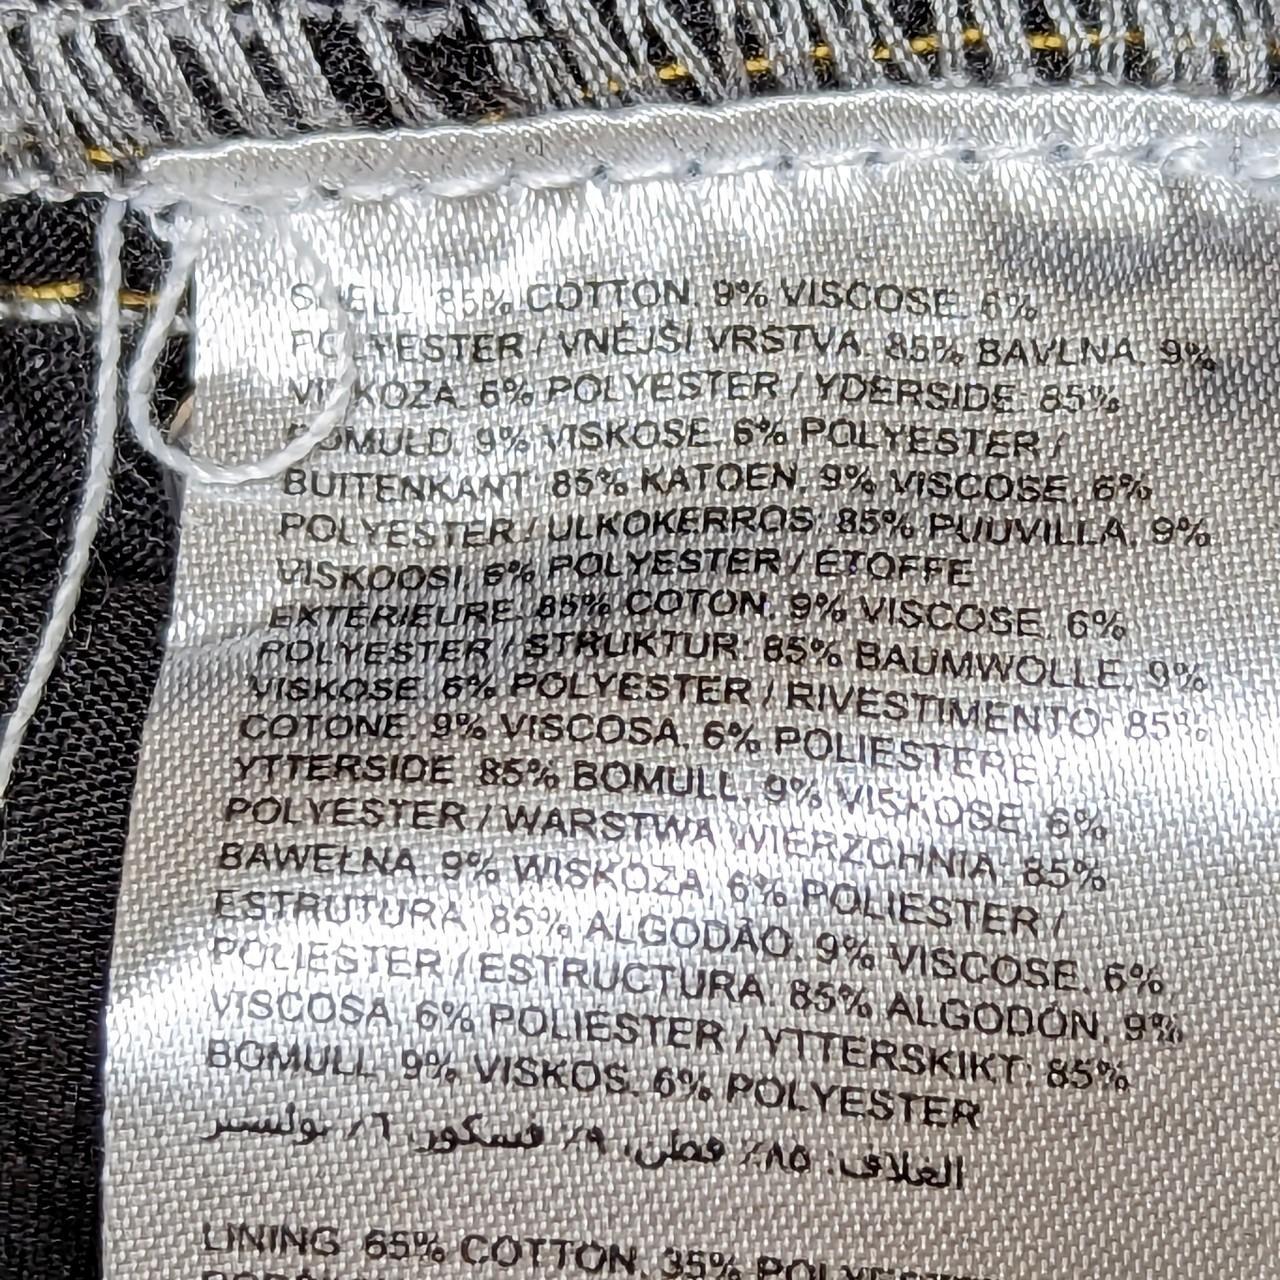 SHELL: 85% COTTON, 9% VISCOSE, 6%
POLYESTER / VNĚJŠÍ VRSTVA: 85% BAVLNA, 9%
VISKOZA, 6% POLYESTER / YDERSIDE: 85%
BOMULD, 9% VISKOSE, 6% POLYESTER /
BUITENKANT: 85% KATOEN, 9% VISCOSE, 6%
POLYESTER / ULKOKERROS: 85% PUUVILLA, 9%
VISKOOSI, 6% POLYESTER / ETOFFE
EXTÉRIEURE: 85% COTON, 9% VISCOSE, 6%
POLYESTER / STRUKTUR: 85% BAUMWOLLE, 9%
VISKOSE, 6% POLYESTER / RIVESTIMENTO: 85%
COTONE, 9% VISCOSA, 6% POLIESTERE /
YTTERSIDE: 85% BOMULL, 9% VISKOSE, 6%
POLYESTER / WARSTWA WIERZCHNIA: 85%
BAWEŁNA, 9% WISKOZA, 6% POLIESTER /
ESTRUTURA: 85% ALGODÃO, 9% VISCOSE, 6%
POLIÉSTER / ESTRUCTURA: 85% ALGODÓN, 9%
VISCOSA, 6% POLIÉSTER / YTTERSKIKT: 85%
BOMULL, 9% VISKOS, 6% POLYESTER
الغلاف: ٨٥٪ قطن، ٩٪ فسكوز، ٦٪ بوليستر
LINING: 65% COTTON, 35% POLYESTER